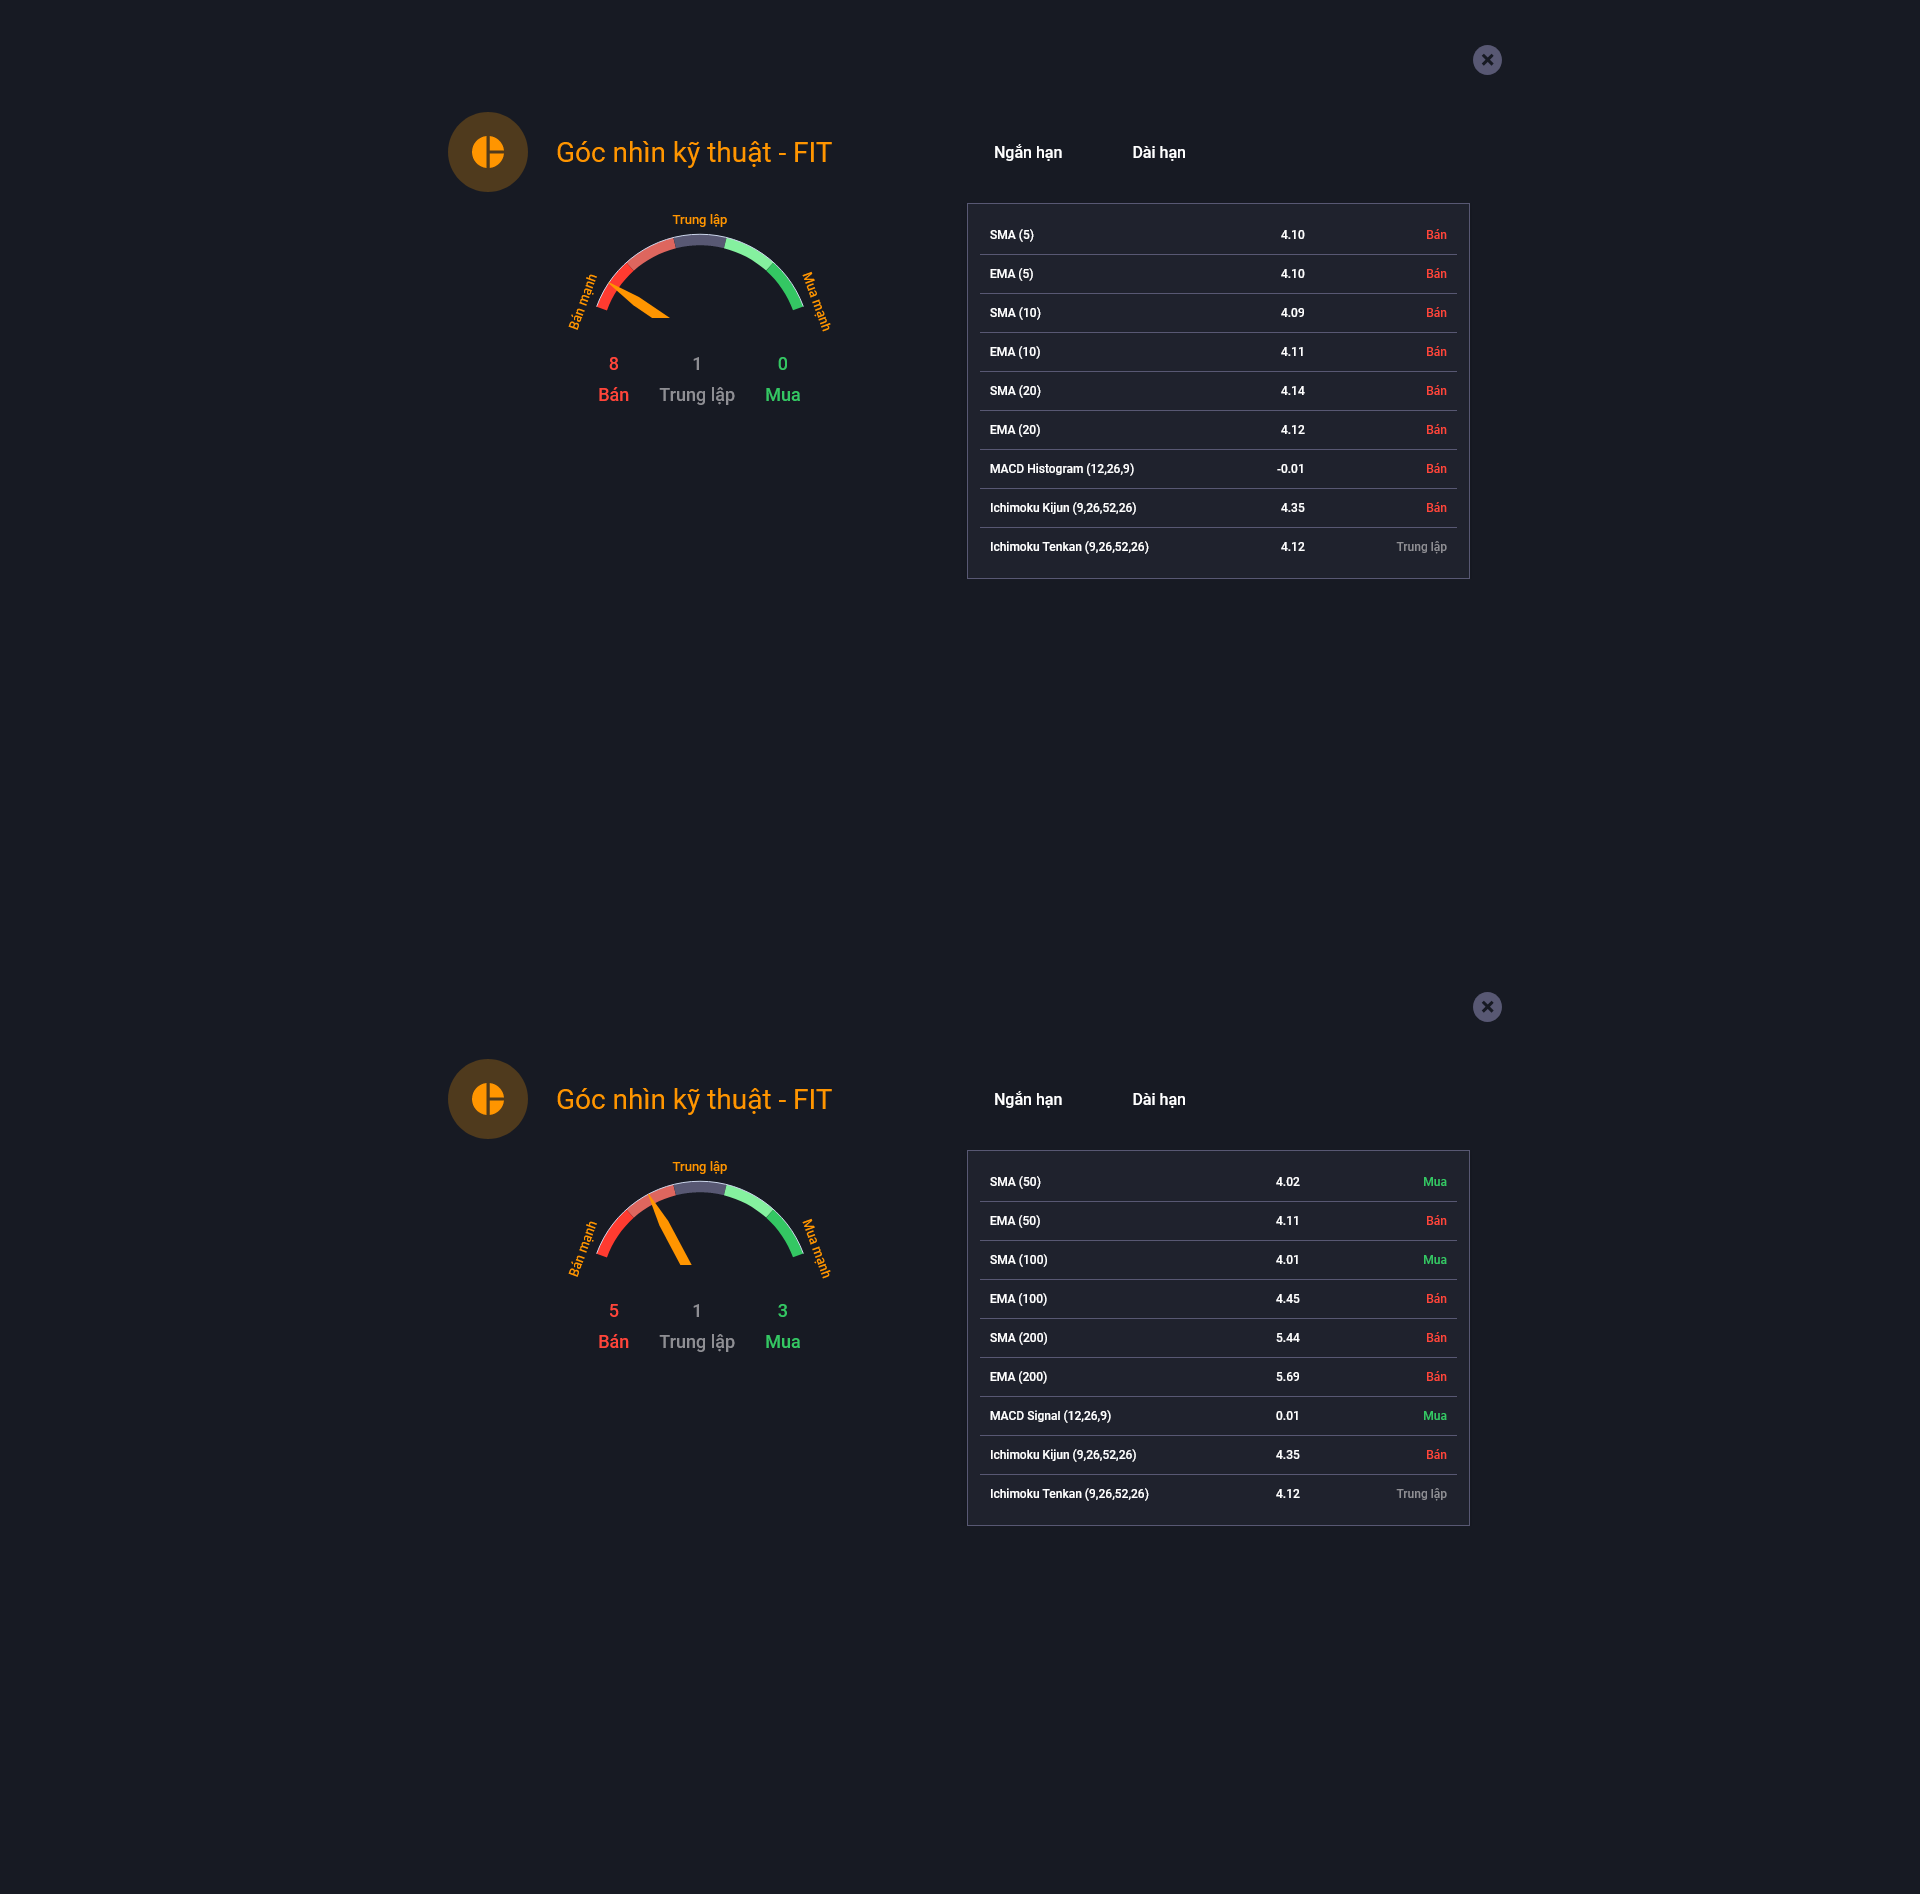 Góc nhìn kỹ thuật - FIT
Ngắn hạn Dài hạn
Trung lập
Bán mạnh
Mua mạnh
8 1 0
Bán Trung lập Mua
SMA (5) 4.10 Bán
EMA (5) 4.10 Bán
SMA (10) 4.09 Bán
EMA (10) 4.11 Bán
SMA (20) 4.14 Bán
EMA (20) 4.12 Bán
MACD Histogram (12,26,9) -0.01 Bán
Ichimoku Kijun (9,26,52,26) 4.35 Bán
Ichimoku Tenkan (9,26,52,26) 4.12 Trung lập
Góc nhìn kỹ thuật - FIT
Ngắn hạn Dài hạn
Trung lập
Bán mạnh
Mua mạnh
5 1 3
Bán Trung lập Mua
SMA (50) 4.02 Mua
EMA (50) 4.11 Bán
SMA (100) 4.01 Mua
EMA (100) 4.45 Bán
SMA (200) 5.44 Bán
EMA (200) 5.69 Bán
MACD Signal (12,26,9) 0.01 Mua
Ichimoku Kijun (9,26,52,26) 4.35 Bán
Ichimoku Tenkan (9,26,52,26) 4.12 Trung lập